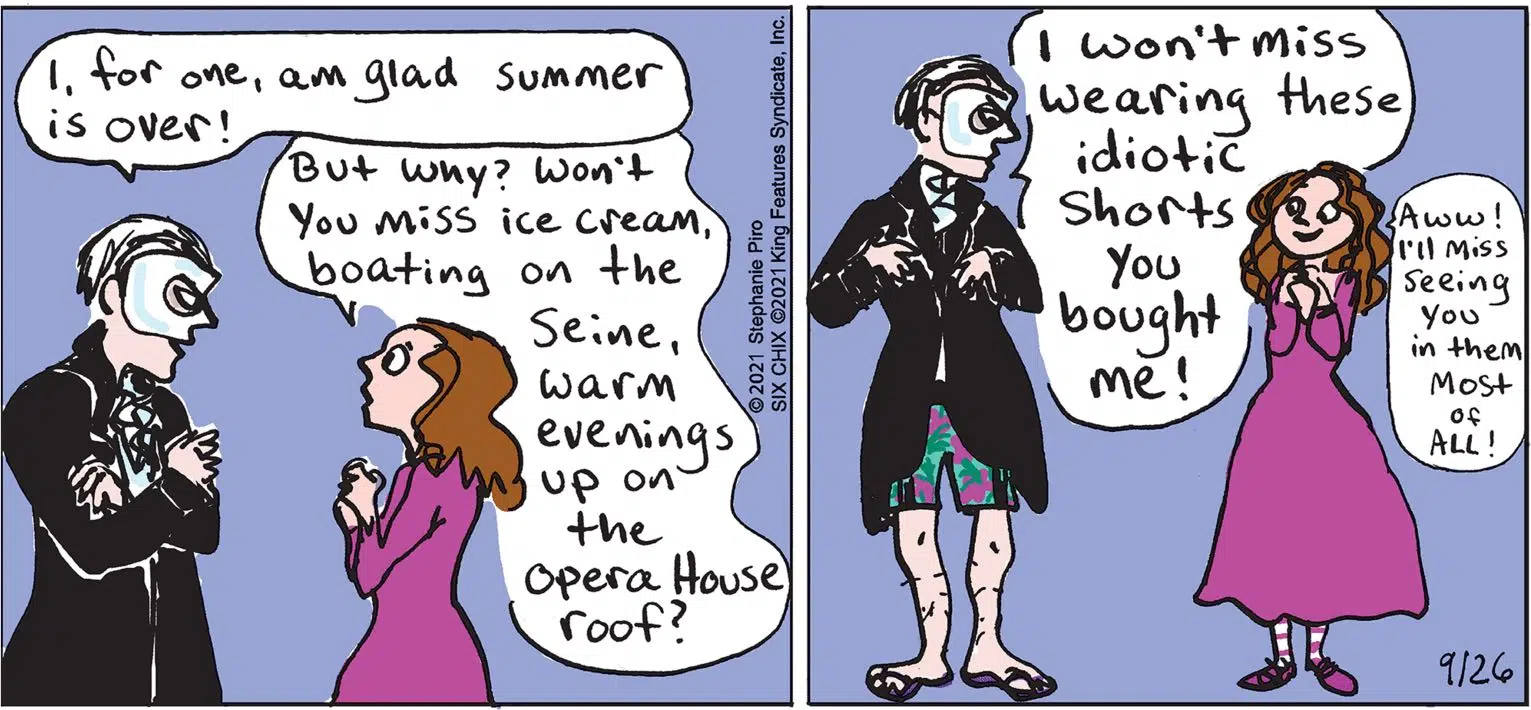 I, for one, am glad summer
is over!
But why? Won't
you miss ice cream,
boating on the
Seine,
warm
evenings
up on
the
opera House
roof?
©2021 Stephanie Piro
SIX CHIX ©2021 King Features Syndicate, Inc.
I won't miss
wearing these
idiotic
shorts
you
bought
me!
Aww!
I'll miss
seeing
you
in them
most
of
ALL!
9/26